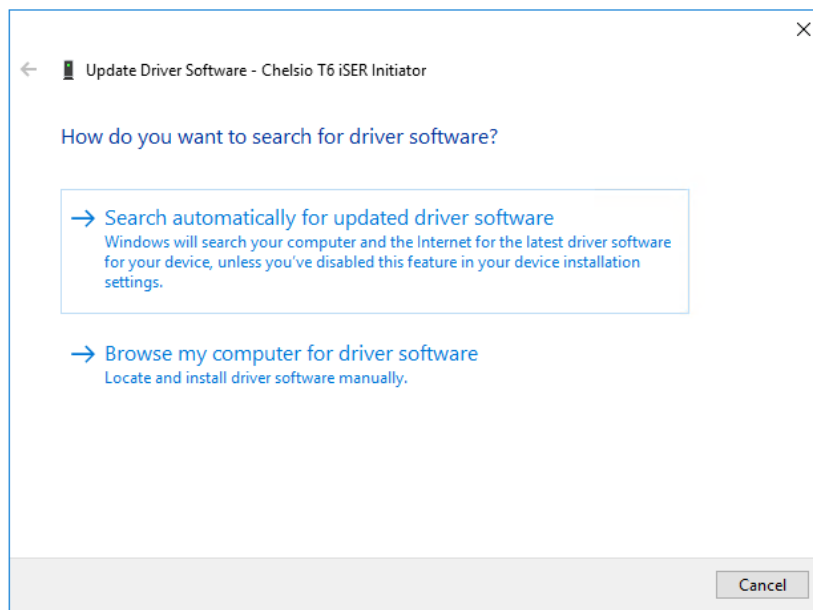 Update Driver Software - Chelsio T6 iSER Initiator
How do you want to search for driver software?
Search automatically for updated driver software
Windows will search your computer and the Internet for the latest driver software
for your device, unless you've disabled this feature in your device installation
settings.
Browse my computer for driver software
Locate and install driver software manually.
Cancel